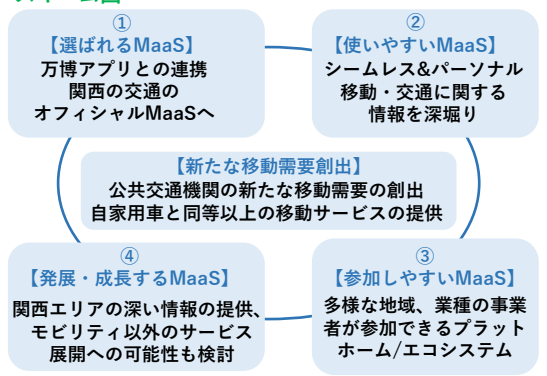 ①
【選ばれるMaaS】
万博アプリとの連携
関西の交通の
オフィシャルMaaSへ
②
【使いやすいMaaS】
シームレス&パーソナル
移動・交通に関する
情報を深堀り
【新たな移動需要創出】
公共交通機関の新たな移動需要の創出
自家用車と同等以上の移動サービスの提供
④
【発展・成長するMaaS】
関西エリアの深い情報の提供、
モビリティ以外のサービス
展開への可能性も検討
③
【参加しやすいMaaS】
多様な地域、業種の事業
者が参加できるプラット
ホーム/エコシステム